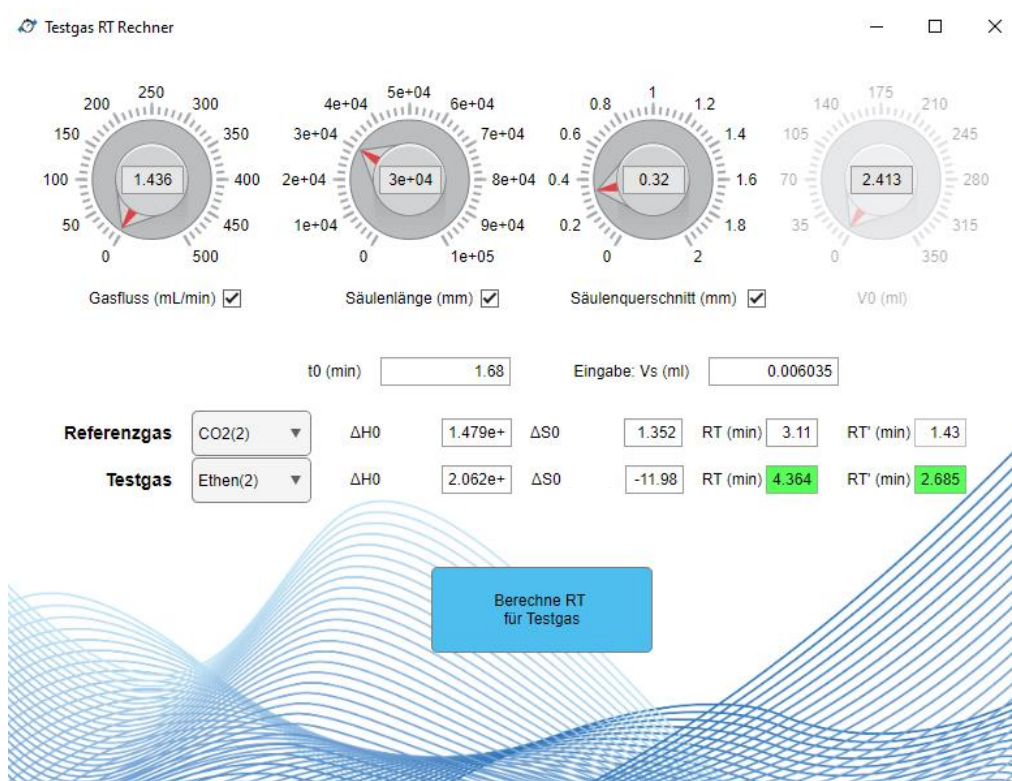 Testgas RT Rechner
250 5e+04 1 175
200 300 4e+04 6e+04 0.8 1.2 140 210
150 350 3e+04 7e+04 0.6 1.4 105 245
100 1.436 400 2e+04 3e+04 8e+04 0.4 0.32 1.6 70 2.413 280
50 450 1e+04 9e+04 0.2 1.8 35 315
0 500 0 1e+05 0 2 0 350
Gasfluss (mL/min) Säulenlänge (mm) Säulenquerschnitt (mm) V0 (ml)
t0 (min) 1.68 Eingabe: Vs (ml) 0.006035
Referenzgas CO2(2) ΔH0 1.479e+ ΔS0 1.352 RT (min) 3.11 RT' (min) 1.43
Testgas Ethen(2) ΔH0 2.062e+ ΔS0 -11.98 RT (min) 4.364 RT' (min) 2.685
Berechne RT
für Testgas